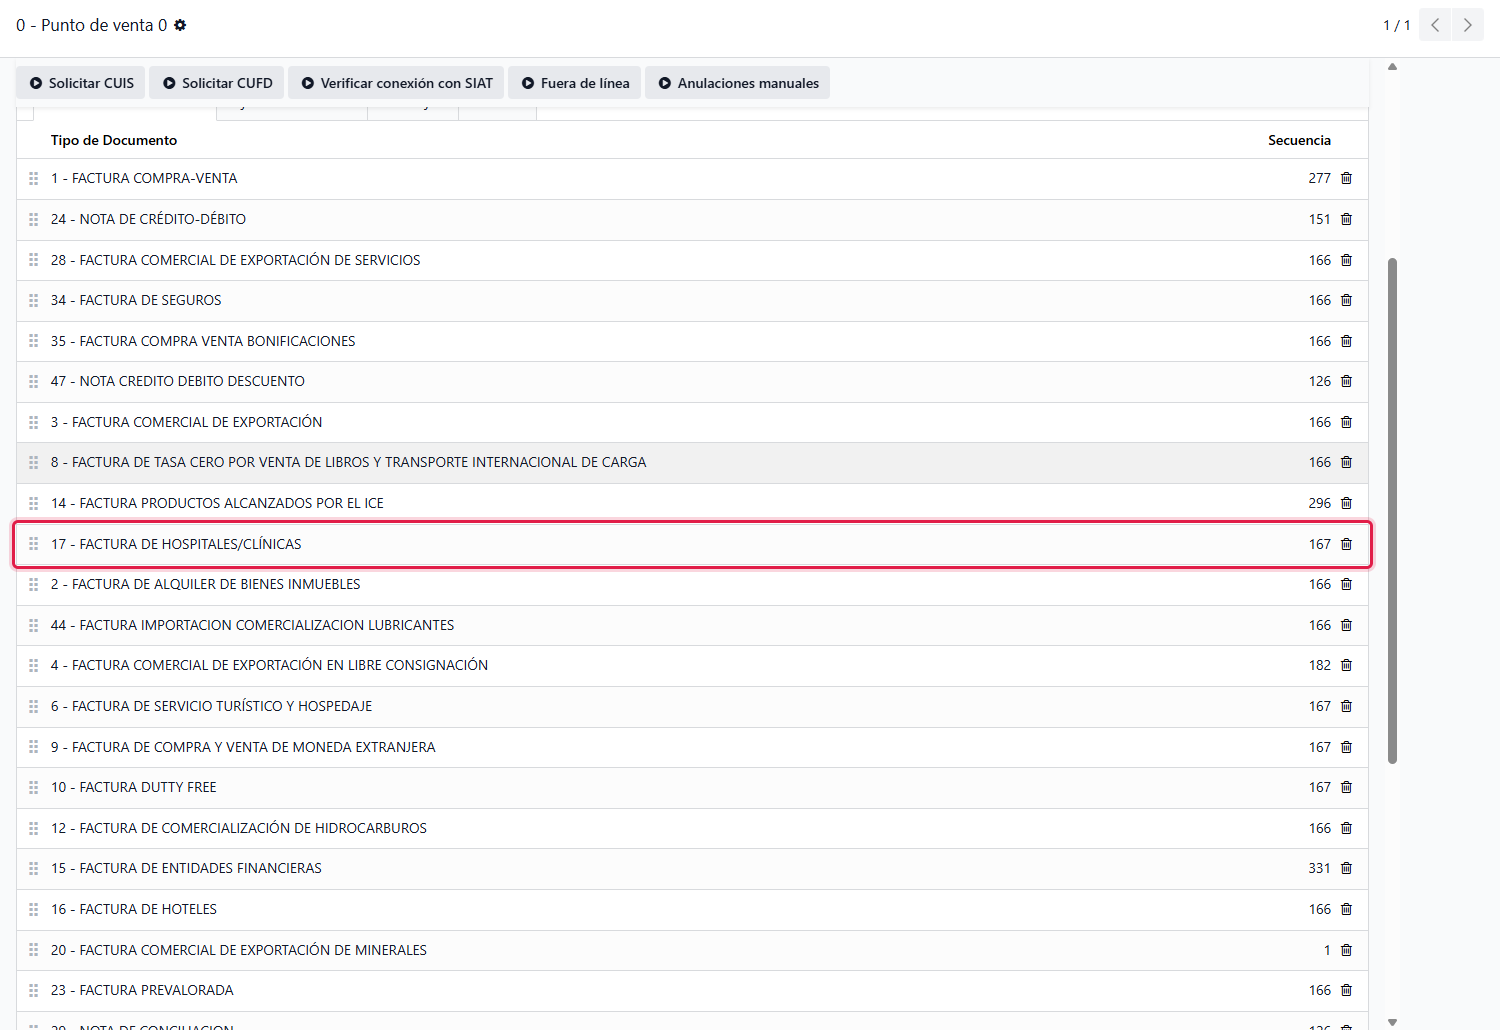 0 - Punto de venta 0
1 / 1
Solicitar CUIS Solicitar CUFD Verificar conexión con SIAT Fuera de línea Anulaciones manuales
Tipo de Documento Secuencia
1 - FACTURA COMPRA-VENTA 277
24 - NOTA DE CRÉDITO-DÉBITO 151
28 - FACTURA COMERCIAL DE EXPORTACIÓN DE SERVICIOS 166
34 - FACTURA DE SEGUROS 166
35 - FACTURA COMPRA VENTA BONIFICACIONES 166
47 - NOTA CREDITO DEBITO DESCUENTO 126
3 - FACTURA COMERCIAL DE EXPORTACIÓN 166
8 - FACTURA DE TASA CERO POR VENTA DE LIBROS Y TRANSPORTE INTERNACIONAL DE CARGA 166
14 - FACTURA PRODUCTOS ALCANZADOS POR EL ICE 296
17 - FACTURA DE HOSPITALES/CLÍNICAS 167
2 - FACTURA DE ALQUILER DE BIENES INMUEBLES 166
44 - FACTURA IMPORTACION COMERCIALIZACION LUBRICANTES 166
4 - FACTURA COMERCIAL DE EXPORTACIÓN EN LIBRE CONSIGNACIÓN 182
6 - FACTURA DE SERVICIO TURÍSTICO Y HOSPEDAJE 167
9 - FACTURA DE COMPRA Y VENTA DE MONEDA EXTRANJERA 167
10 - FACTURA DUTTY FREE 167
12 - FACTURA DE COMERCIALIZACIÓN DE HIDROCARBUROS 166
15 - FACTURA DE ENTIDADES FINANCIERAS 331
16 - FACTURA DE HOTELES 166
20 - FACTURA COMERCIAL DE EXPORTACIÓN DE MINERALES 1
23 - FACTURA PREVALORADA 166
NOTA DE CONCILIACION